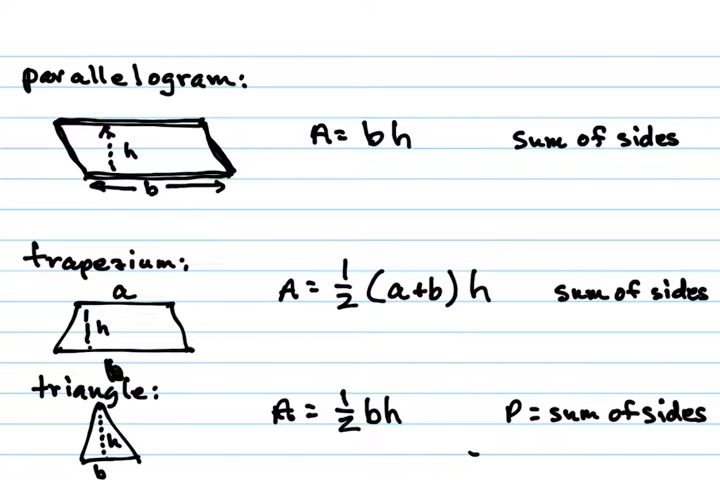 parallelogram:
h
b
A = bh
sum of sides
trapezium:
a
h
b
A = 1/2 (a+b) h
sum of sides
triangle:
h
b
A = 1/2 bh
P = sum of sides